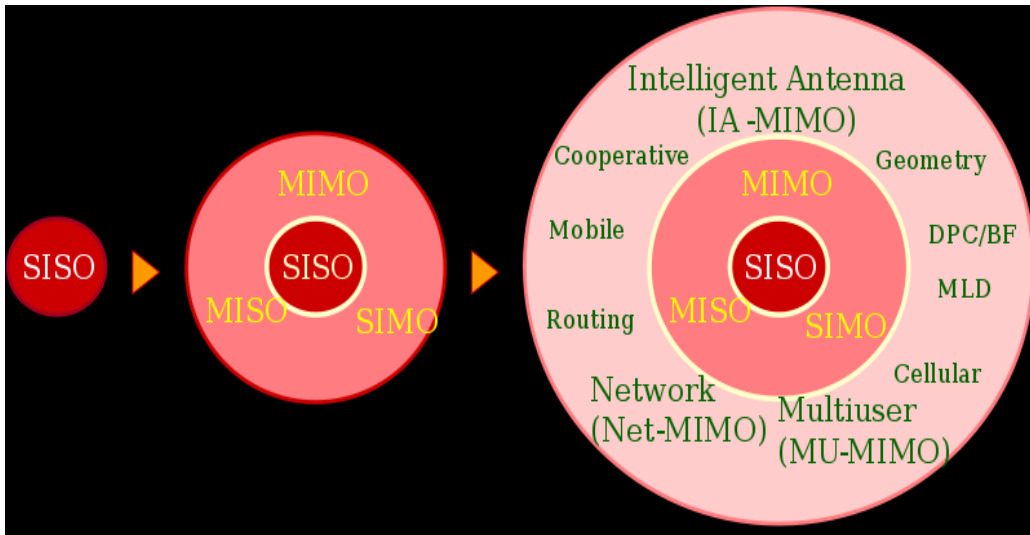 SISO
MIMO
SISO
MISO
SIMO
Intelligent Antenna
(IA -MIMO)
Cooperative
Geometry
MIMO
Mobile
DPC/BF
SISO
MLD
MISO
SIMO
Routing
Cellular
Network
(Net-MIMO)
Multiuser
(MU-MIMO)